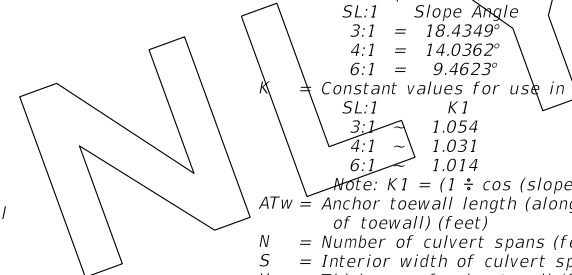 SL:1 Slope Angle
3:1 = 18.4349°
4:1 = 14.0362°
6:1 = 9.4623°
K = Constant values for use in
SL:1 K1
3:1 ~ 1.054
4:1 ~ 1.031
6:1 ~ 1.014
Note: K1 = (1 ÷ cos (slope
ATw = Anchor toewall length (along
of toewall) (feet)
N = Number of culvert spans (fe
S = Interior width of culvert sp
NLY